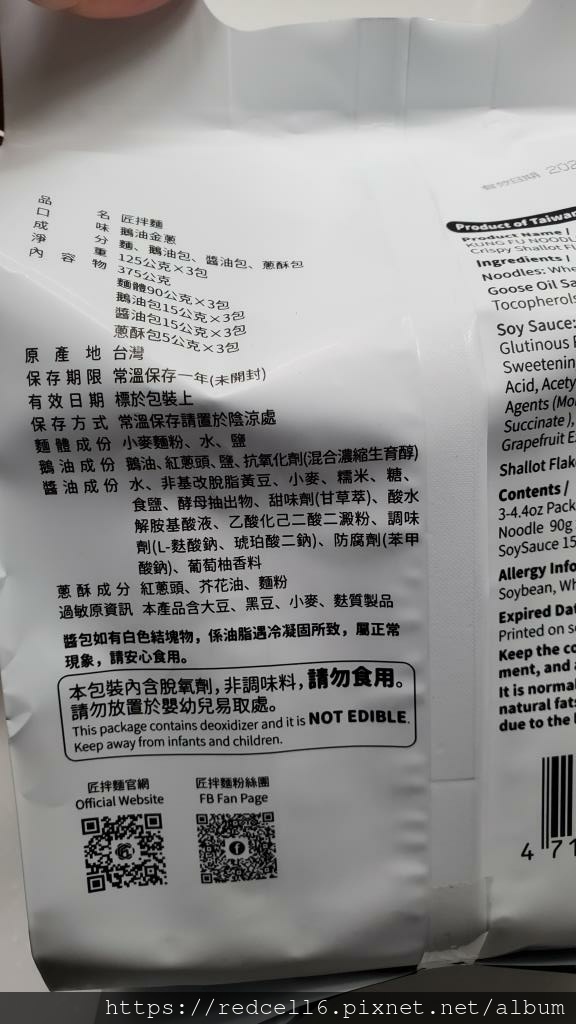 品名 匠拌麵
口味 鵝油金蔥
成分 麵、鵝油包、醬油包、蔥酥包
淨重 125公克×3包
375公克
內容物 麵體90公克×3包
鵝油包15公克×3包
醬油包15公克×3包
蔥酥包5公克×3包
原產地 台灣
保存期限 常溫保存一年(未開封)
有效日期 標於包裝上
保存方式 常溫保存請置於陰涼處
麵體成份 小麥麵粉、水、鹽
鵝油成份 鵝油、紅蔥頭、鹽、抗氧化劑(混合濃縮生育醇)
醬油成份 水、非基改脫脂黃豆、小麥、糯米、糖、
食鹽、酵母抽出物、甜味劑(甘草萃)、酸水
解胺基酸液、乙酸化己二酸二澱粉、調味
劑(L-麩酸鈉、琥珀酸二鈉)、防腐劑(苯甲
酸鈉)、葡萄柚香料
蔥酥成分 紅蔥頭、芥花油、麵粉
過敏原資訊 本產品含大豆、黑豆、小麥、麩質製品
醬包如有白色結塊物，係油脂遇冷凝固所致，屬正常
現象，請安心食用。
本包裝內含脫氧劑，非調味料，請勿食用。
請勿放置於嬰幼兒易取處。
This package contains deoxidizer and it is NOT EDIBLE.
Keep away from infants and children.
匠拌麵官網
Official Website
匠拌麵粉絲團
FB Fan Page
有效日期 202
Product of Taiwan
Product Name /
KUNG FU NOODL
Crispy Shallot Fl
Ingredients /
Noodles: Whe
Goose Oil Sa
Tocopherols
Soy Sauce:
Glutinous
Sweetenin
Acid, Acety
Agents (Mo
Succinate ),
Grapefruit E
Shallot Flak
Contents /
3-4.4oz Pack
Noodle 90g
SoySauce 15
Allergy Info
Soybean, Wh
Expired Dat
Printed on s
Keep the co
ment, and
It is normal
natural fats
due to the
4 71
https://redcell6.pixnet.net/album